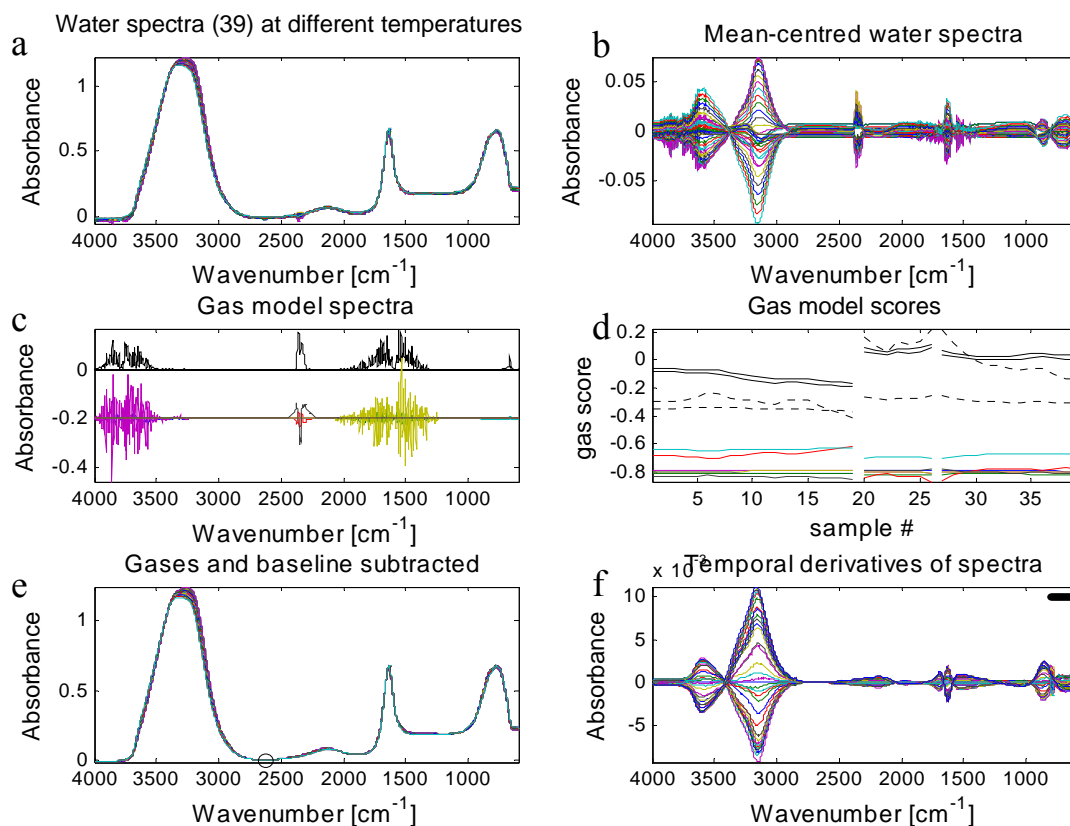 a
Water spectra (39) at different temperatures
Absorbance
1
0.5
0
4000 3500 3000 2500 2000 1500 1000
Wavenumber [cm-1]
b
Mean-centred water spectra
Absorbance
0.05
0
-0.05
4000 3500 3000 2500 2000 1500 1000
Wavenumber [cm-1]
c
Gas model spectra
Absorbance
0
-0.2
-0.4
4000 3500 3000 2500 2000 1500 1000
Wavenumber [cm-1]
d
Gas model scores
gas score
0.2
0
-0.2
-0.4
-0.6
-0.8
5 10 15 20 25 30 35
sample #
e
Gases and baseline subtracted
Absorbance
1
0.5
0
4000 3500 3000 2500 2000 1500 1000
Wavenumber [cm-1]
f
x 10-3
Temporal derivatives of spectra
Absorbance
10
5
0
-5
4000 3500 3000 2500 2000 1500 1000
Wavenumber [cm-1]